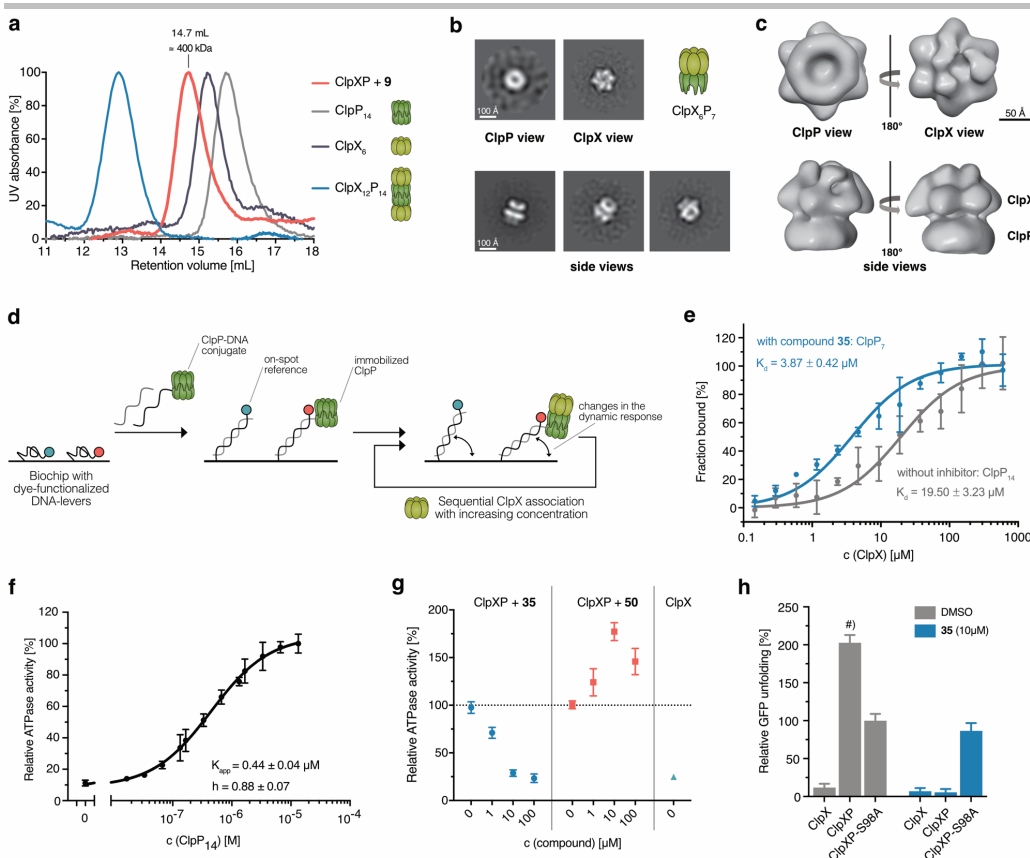 a
14.7 mL
≈ 400 kDa
UV absorbance [%]
100
80
60
40
20
0
11 12 13 14 15 16 17 18
Retention volume [mL]
ClpXP + 9
ClpP14
ClpX6
ClpX12P14
b
100 Å
ClpP view
ClpX view
ClpX6P7
100 Å
side views
c
ClpP view
180°
ClpX view
50 Å
ClpX
ClpP
180°
side views
d
ClpP-DNA
conjugate
on-spot
reference
immobilized
ClpP
changes in the
dynamic response
Biochip with
dye-functionalized
DNA-levers
Sequential ClpX association
with increasing concentration
e
Fraction bound [%]
120
100
80
60
40
20
0
with compound 35: ClpP7
Kd = 3.87 ± 0.42 µM
without inhibitor: ClpP14
Kd = 19.50 ± 3.23 µM
0.1 1 10 100 1000
c (ClpX) [µM]
f
Relative ATPase activity [%]
120
100
80
60
40
20
0
Kapp = 0.44 ± 0.04 µM
h = 0.88 ± 0.07
0 10-7 10-6 10-5 10-4
c (ClpP14) [M]
g
Relative ATPase activity [%]
ClpXP + 35
ClpXP + 50
ClpX
200
150
100
50
0
0 1 10 100 0 1 10 100 0
c (compound) [µM]
h
Relative GFP unfolding [%]
250
200
150
100
50
0
#)
DMSO
35 (10µM)
ClpX ClpXP ClpXP-S98A ClpX ClpXP ClpXP-S98A